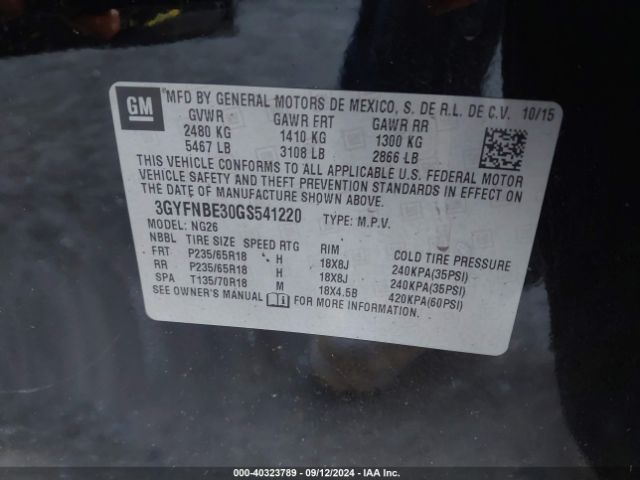 GM
MFD BY GENERAL MOTORS DE MEXICO, S. DE R.L. DE C.V. 10/15
GVWR GAWR FRT GAWR RR
2480 KG 1410 KG 1300 KG
5467 LB 3108 LB 2866 LB
THIS VEHICLE CONFORMS TO ALL APPLICABLE U.S. FEDERAL MOTOR
VEHICLE SAFETY AND THEFT PREVENTION STANDARDS IN EFFECT ON
THE DATE OF MANUFACTURE SHOWN ABOVE.
3GYFNBE30GS541220 TYPE: M.P.V.
MODEL: NG26
NBBL TIRE SIZE SPEED RTG RIM COLD TIRE PRESSURE
FRT P235/65R18 H 18X8J 240KPA(35PSI)
RR P235/65R18 H 18X8J 240KPA(35PSI)
SPA T135/70R18 M 18X4.5B 420KPA(60PSI)
SEE OWNER'S MANUAL FOR MORE INFORMATION.
000-40323789 - 09/12/2024 - IAA Inc.